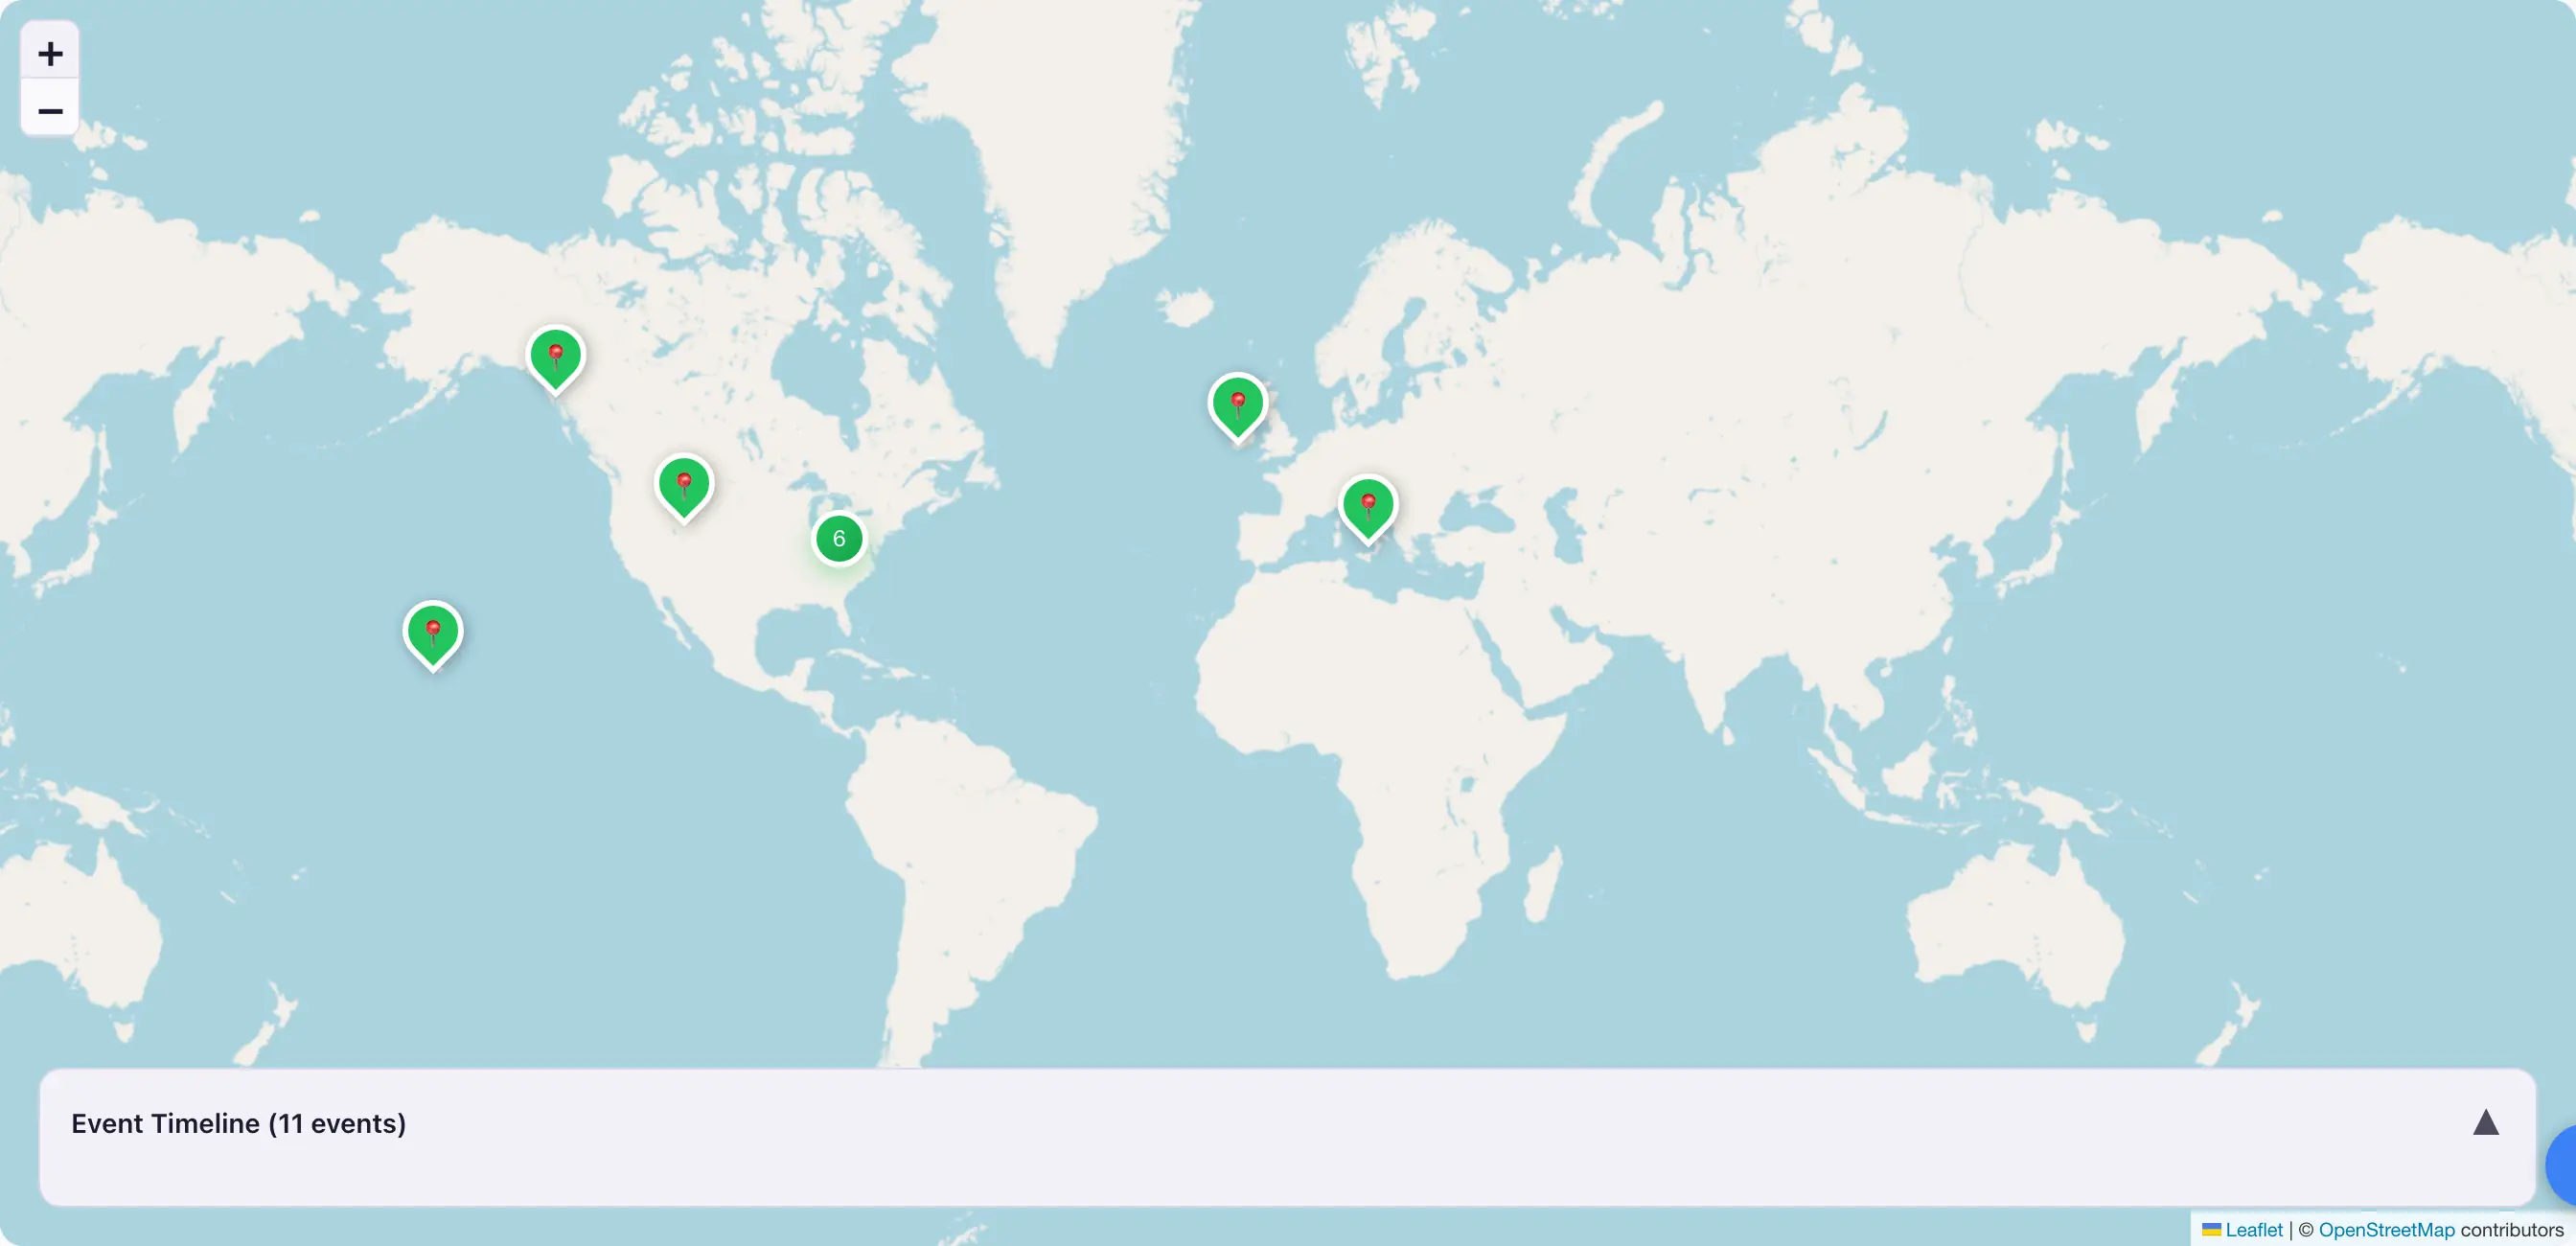 +
−
6
Event Timeline (11 events)
▲
Leaflet | © OpenStreetMap contributors